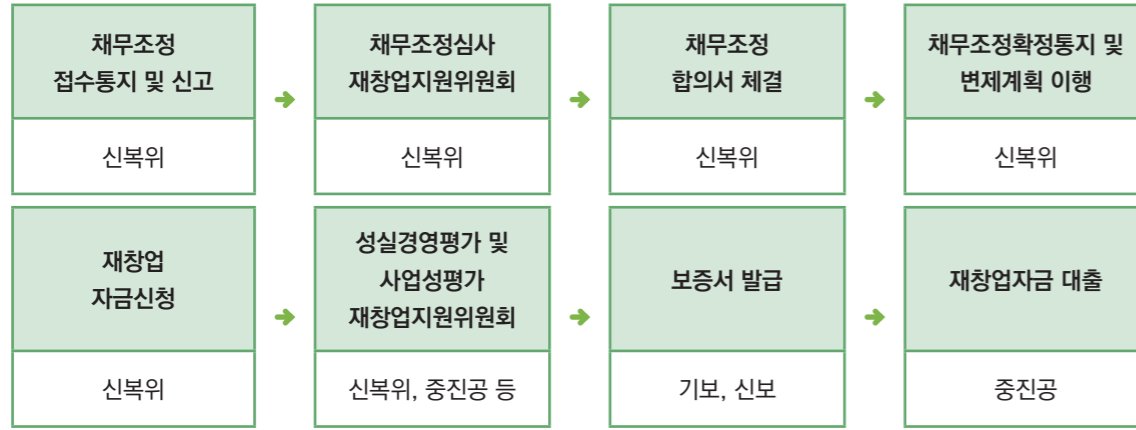 채무조정
접수통지 및 신고
신복위
채무조정심사
재창업지원위원회
신복위
채무조정
합의서 체결
신복위
채무조정확정통지 및
변제계획 이행
신복위
재창업
자금신청
신복위
성실경영평가 및
사업성평가
재창업지원위원회
신복위, 중진공 등
보증서 발급
기보, 신보
재창업자금 대출
중진공